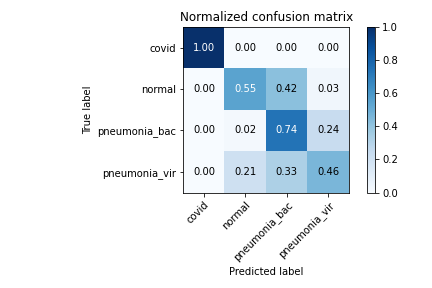 Normalized confusion matrix
True label
covid 1.00 0.00 0.00 0.00
normal 0.00 0.55 0.42 0.03
pneumonia_bac 0.00 0.02 0.74 0.24
pneumonia_vir 0.00 0.21 0.33 0.46
covid normal pneumonia_bac pneumonia_vir
Predicted label
1.0
0.8
0.6
0.4
0.2
0.0